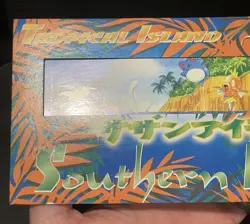 TROPICAL ISLAND
サザンアイ
Southern